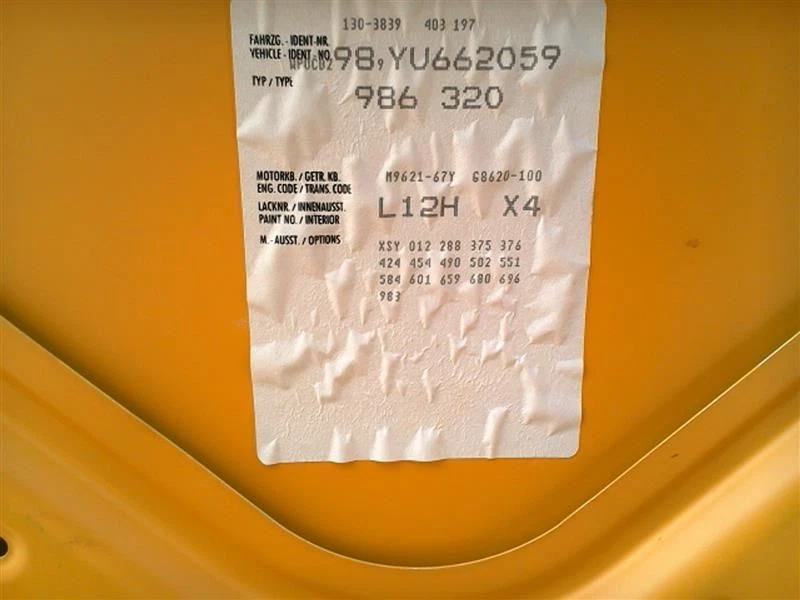 130-3839 403 197
FAHRZG. - IDENT-NR.
VEHICLE - IDENT - NO. WP0CB2989YU662059
TYP / TYPE 986 320
MOTORKB. / GETR. KB. M9621-67Y G8620-100
ENG. CODE / TRANS. CODE
LACKNR. / INNENAUSST. L12H X4
PAINT NO. / INTERIOR
M. - AUSST. / OPTIONS XSY 012 288 375 376
424 454 490 502 551
584 601 659 680 696
983